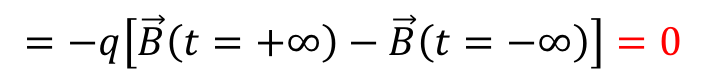 = −q[B⃗(t = +∞) − B⃗(t = −∞)] = 0